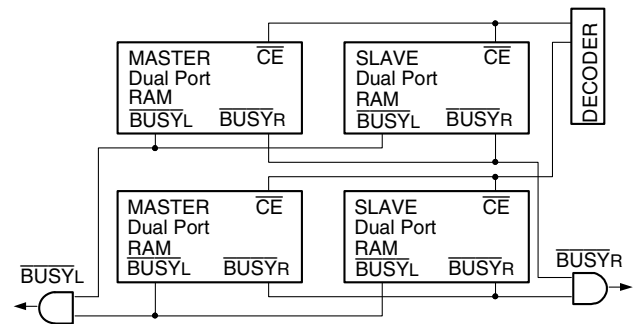 MASTER CE
Dual Port
RAM
BUSYL BUSYR
SLAVE CE
Dual Port
RAM
BUSYL BUSYR
DECODER
MASTER CE
Dual Port
RAM
BUSYL BUSYR
SLAVE CE
Dual Port
RAM
BUSYL BUSYR
BUSYL
BUSYR